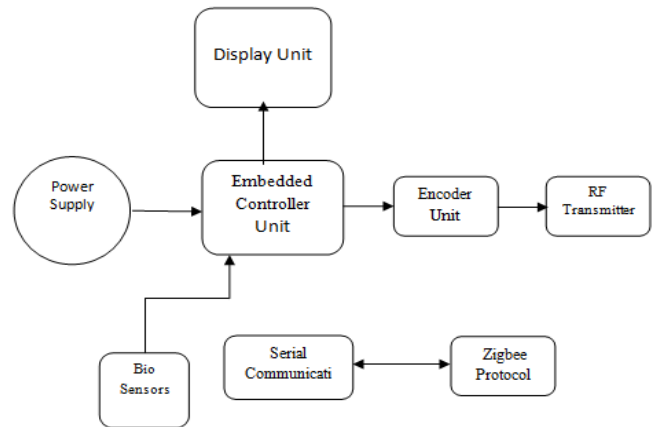 Display Unit
Power
Supply
Embedded
Controller
Unit
Encoder
Unit
RF
Transmitter
Bio
Sensors
Serial
Communicati
Zigbee
Protocol